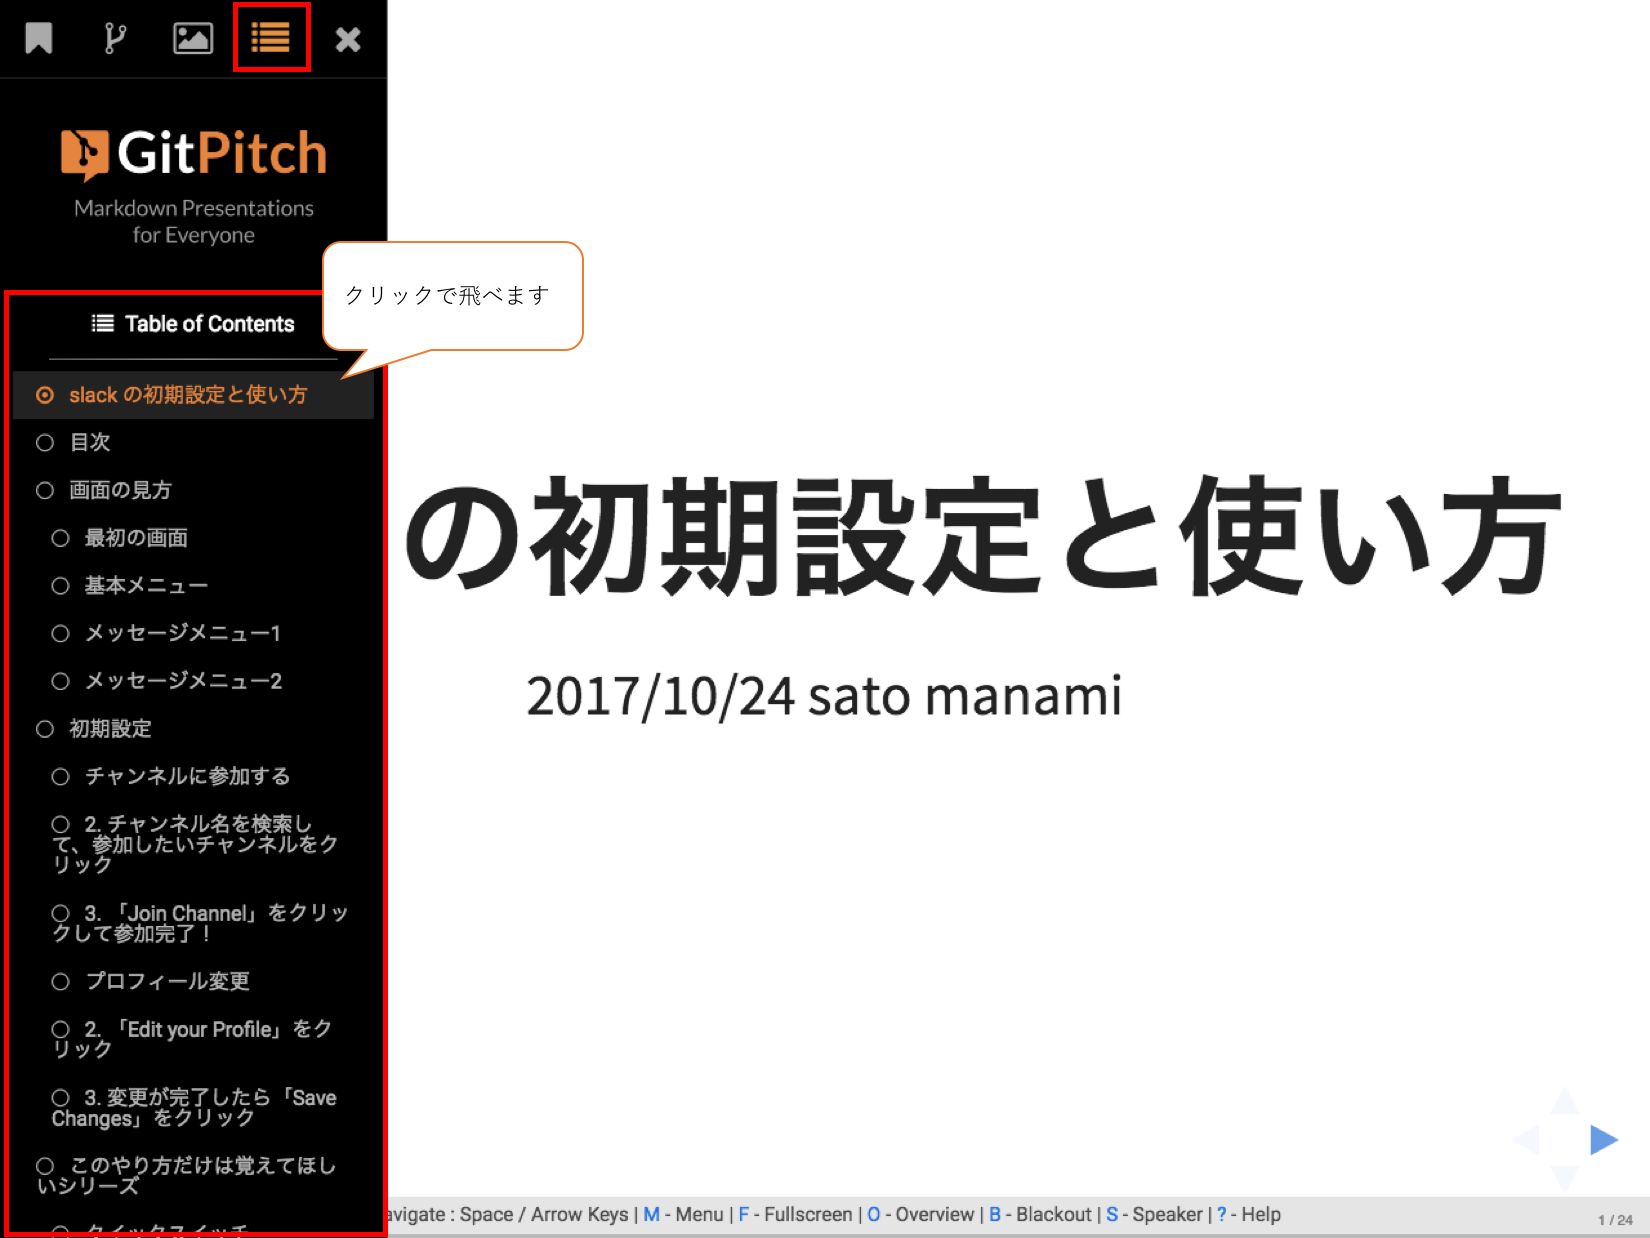 GitPitch
Markdown Presentations
for Everyone
クリックで飛べます
Table of Contents
slack の初期設定と使い方
目次
画面の見方
最初の画面
基本メニュー
メッセージメニュー1
メッセージメニュー2
初期設定
チャンネルに参加する
2. チャンネル名を検索し
て、参加したいチャンネルをク
リック
3. 「Join Channel」をクリッ
クして参加完了！
プロフィール変更
2. 「Edit your Profile」をク
リック
3. 変更が完了したら「Save
Changes」をクリック
このやり方だけは覚えてほし
いシリーズ
クイックスイッチ
の初期設定と使い方
2017/10/24 sato manami
avigate : Space / Arrow Keys | M - Menu | F - Fullscreen | O - Overview | B - Blackout | S - Speaker | ? - Help
1 / 24